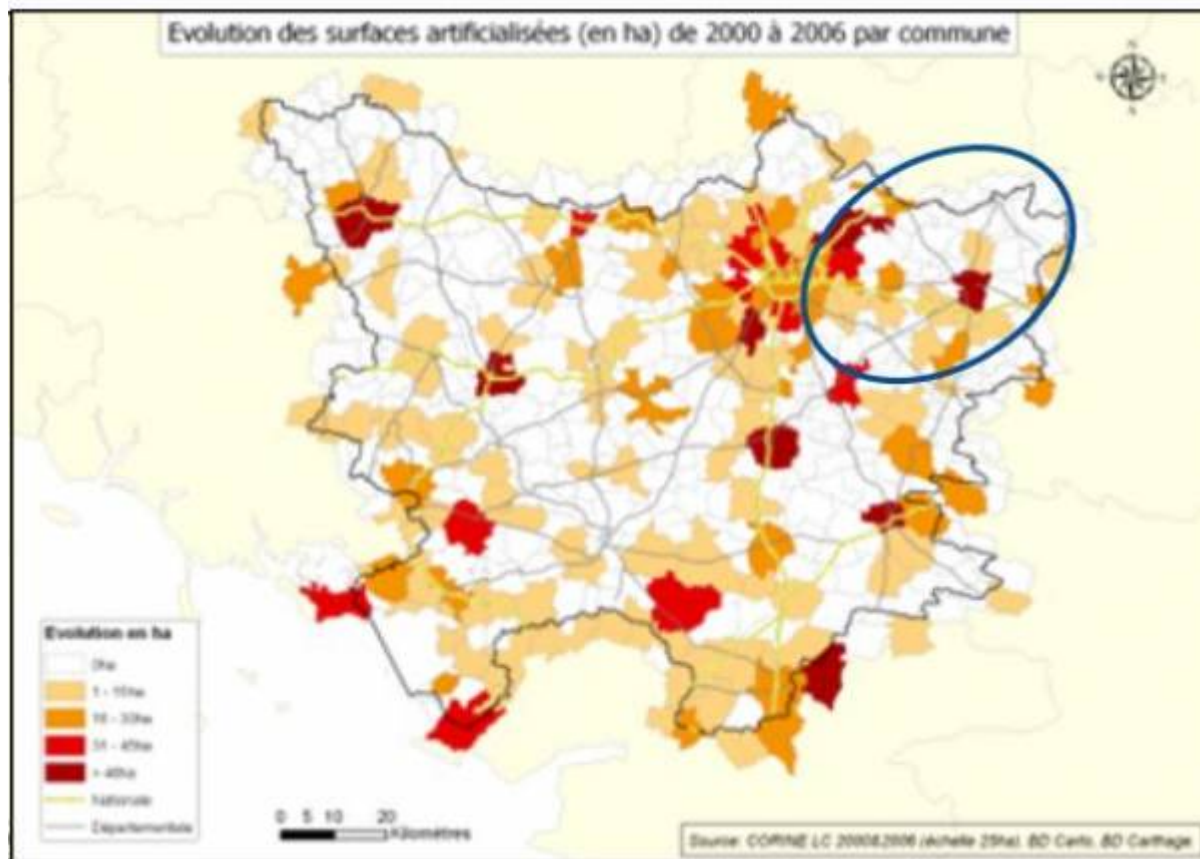 Evolution des surfaces artificialisées (en ha) de 2000 à 2006 par commune
Evolution en ha
0ha
1 - 15ha
16 - 30ha
31 - 45ha
Nationale
Départementale
0 5 10 20
Kilomètres
Source: CORINE LC 2000&2006 (échelle 25ha). BD Carto. BD Carthage